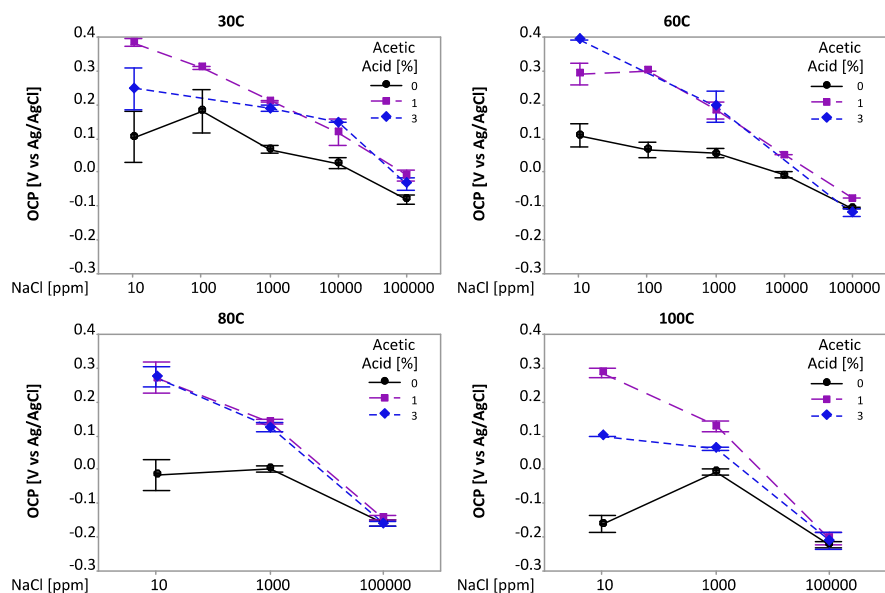 30C
OCP [V vs Ag/AgCl]
0.4
0.3
0.2
0.1
0.0
-0.1
-0.2
-0.3
Acetic
Acid [%]
0
1
3
NaCl [ppm] 10 100 1000 10000 100000
60C
OCP [V vs Ag/AgCl]
0.4
0.3
0.2
0.1
0.0
-0.1
-0.2
-0.3
Acetic
Acid [%]
0
1
3
NaCl [ppm] 10 100 1000 10000 100000
80C
OCP [V vs Ag/AgCl]
0.4
0.3
0.2
0.1
0.0
-0.1
-0.2
-0.3
Acetic
Acid [%]
0
1
3
NaCl [ppm] 10 1000 100000
100C
OCP [V vs Ag/AgCl]
0.4
0.3
0.2
0.1
0.0
-0.1
-0.2
-0.3
Acetic
Acid [%]
0
1
3
NaCl [ppm] 10 1000 100000